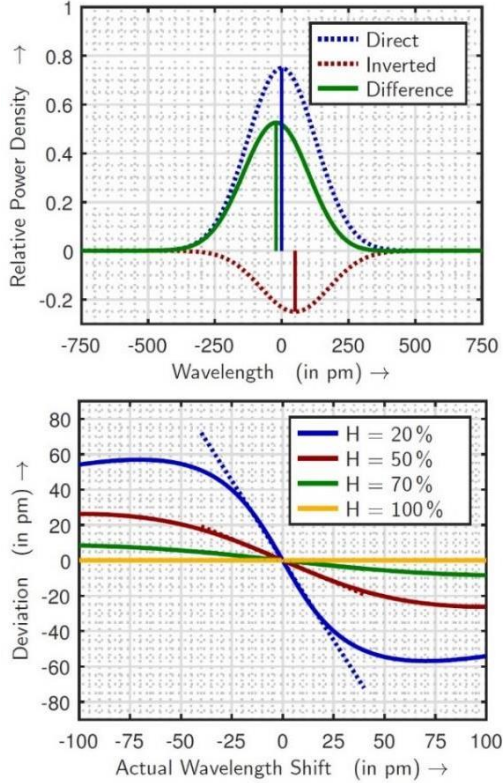 1
0.8
0.6
0.4
0.2
0
-0.2
Relative Power Density →
Direct
Inverted
Difference
-750 -500 -250 0 250 500 750
Wavelength (in pm) →
80
60
40
20
0
-20
-40
-60
-80
Deviation (in pm) →
H = 20%
H = 50%
H = 70%
H = 100%
-100 -75 -50 -25 0 25 50 75 100
Actual Wavelength Shift (in pm) →